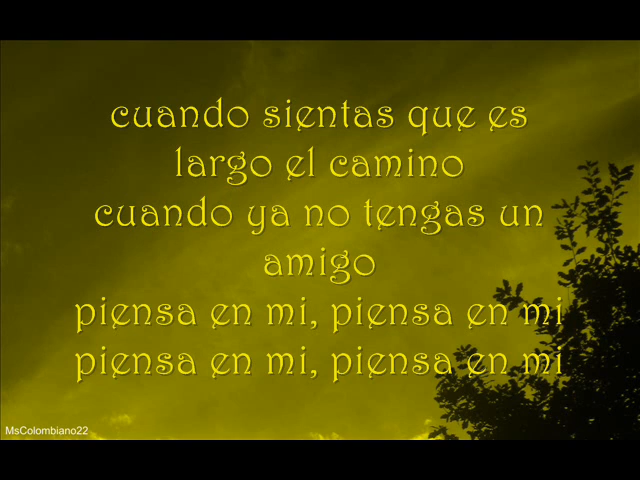 cuando sientas que es
largo el camino
cuando ya no tengas un
amigo
piensa en mi, piensa en mi
piensa en mi, piensa en mi
MsColombiano22